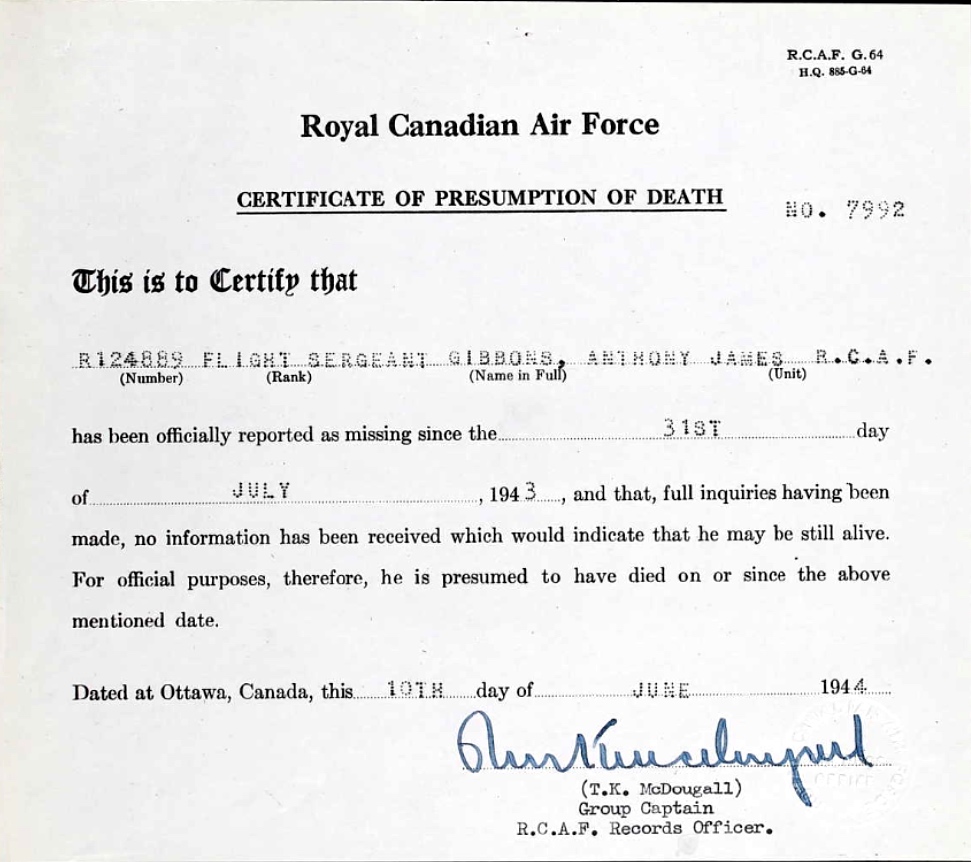 R.C.A.F. G. 64
H.Q. 885-G-64
Royal Canadian Air Force
CERTIFICATE OF PRESUMPTION OF DEATH
NO. 7992
This is to Certify that
R124889 FLIGHT SERGEANT GIBBONS, ANTHONY JAMES R.C.A.F.
(Number) (Rank) (Name in Full) (Unit)
has been officially reported as missing since the 31ST day
of JULY , 1943 , and that, full inquiries having been
made, no information has been received which would indicate that he may be still alive.
For official purposes, therefore, he is presumed to have died on or since the above
mentioned date.
Dated at Ottawa, Canada, this 10TH day of JUNE 1944
(T.K. McDougall)
Group Captain
R.C.A.F. Records Officer.